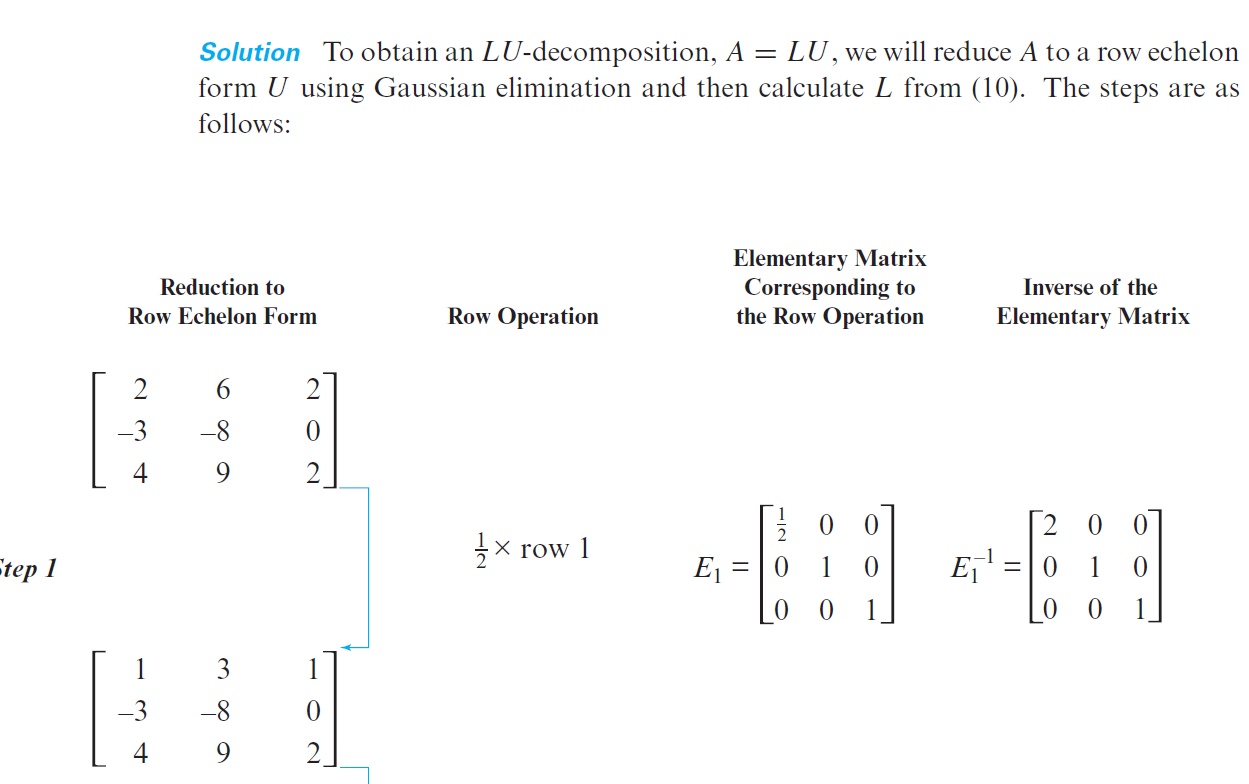 Solution To obtain an LU-decomposition, A = LU, we will reduce A to a row echelon
form U using Gaussian elimination and then calculate L from (10). The steps are as
follows:
Reduction to
Row Echelon Form
Row Operation
Elementary Matrix
Corresponding to
the Row Operation
Inverse of the
Elementary Matrix
2 6 2
–3 –8 0
4 9 2
Step 1
½ × row 1
E₁ =
½ 0 0
0 1 0
0 0 1
E₁⁻¹ =
2 0 0
0 1 0
0 0 1
1 3 1
–3 –8 0
4 9 2